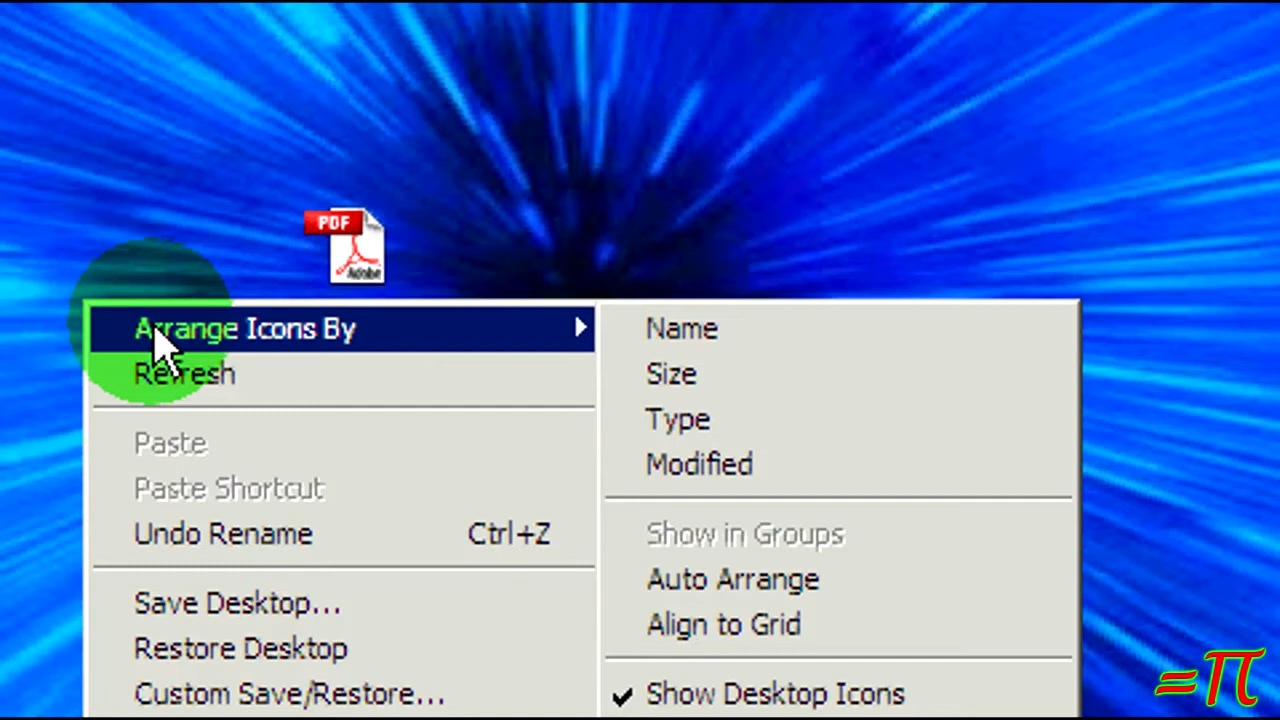 PDF
Adobe
Arrange Icons By
Refresh
Paste
Paste Shortcut
Undo Rename Ctrl+Z
Save Desktop...
Restore Desktop
Custom Save/Restore...
Name
Size
Type
Modified
Show in Groups
Auto Arrange
Align to Grid
Show Desktop Icons
=π